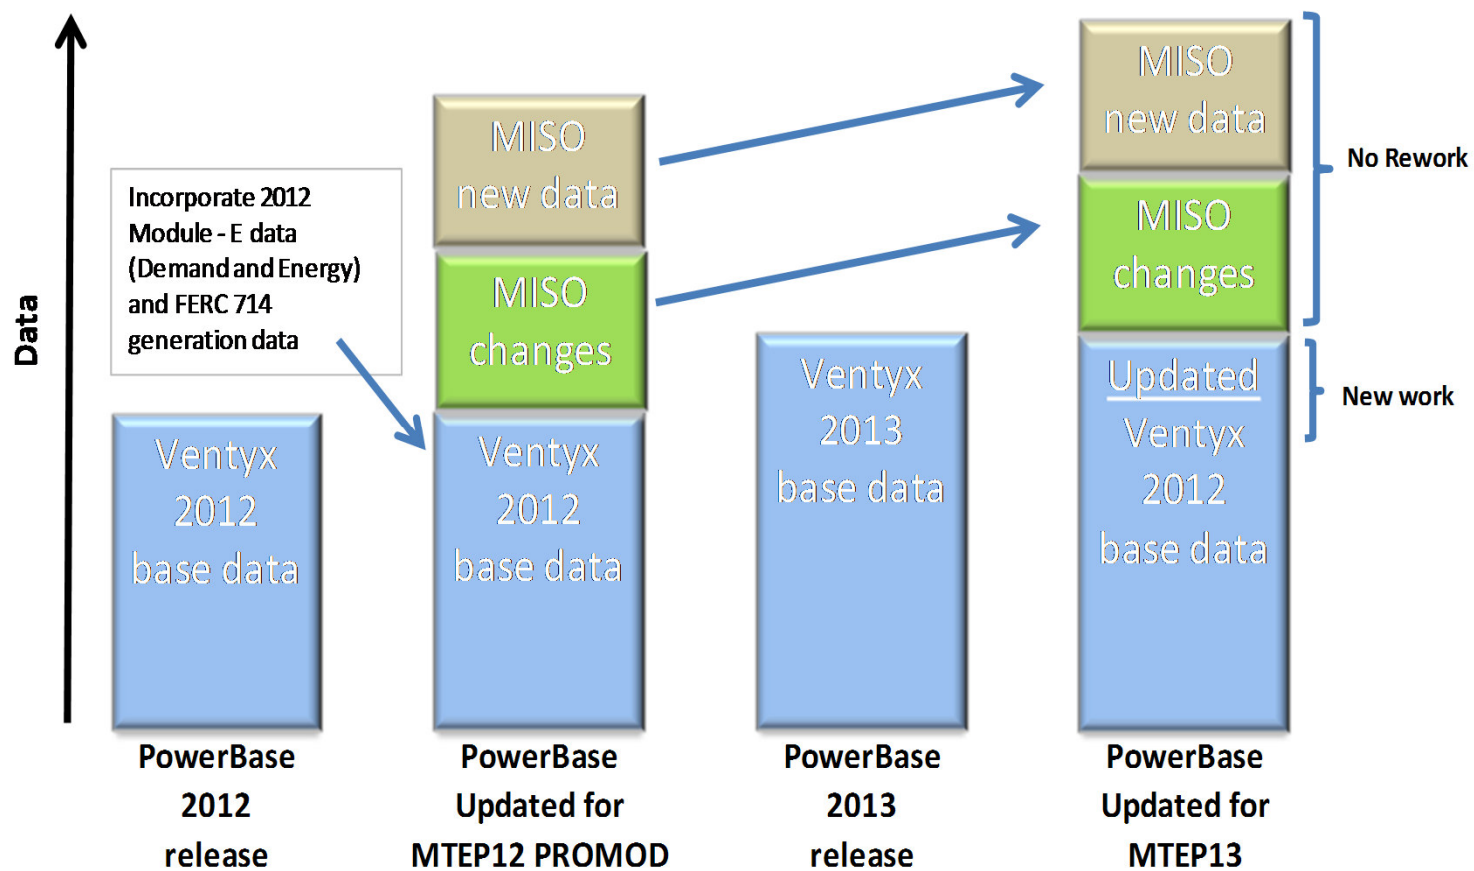 Data
Incorporate 2012
Module - E data
(Demand and Energy)
and FERC 714
generation data
Ventyx
2012
base data
PowerBase
2012
release
MISO
new data
MISO
changes
Ventyx
2012
base data
PowerBase
Updated for
MTEP12 PROMOD
Ventyx
2013
base data
PowerBase
2013
release
MISO
new data
MISO
changes
Updated
Ventyx
2012
base data
PowerBase
Updated for
MTEP13
No Rework
New work